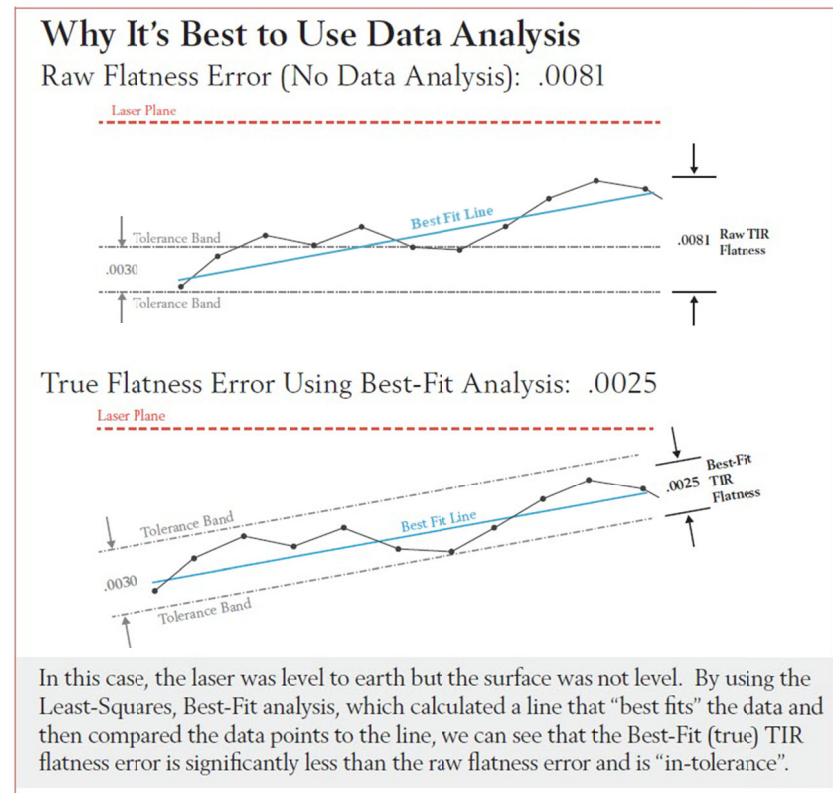 Why It's Best to Use Data Analysis
Raw Flatness Error (No Data Analysis): .0081
Laser Plane
Best Fit Line
Tolerance Band
.0030
Tolerance Band
.0081 Raw TIR
Flatness
True Flatness Error Using Best-Fit Analysis: .0025
Laser Plane
Best-Fit
.0025 TIR
Flatness
Tolerance Band
Best Fit Line
.0030
Tolerance Band
In this case, the laser was level to earth but the surface was not level. By using the
Least-Squares, Best-Fit analysis, which calculated a line that “best fits” the data and
then compared the data points to the line, we can see that the Best-Fit (true) TIR
flatness error is significantly less than the raw flatness error and is “in-tolerance”.